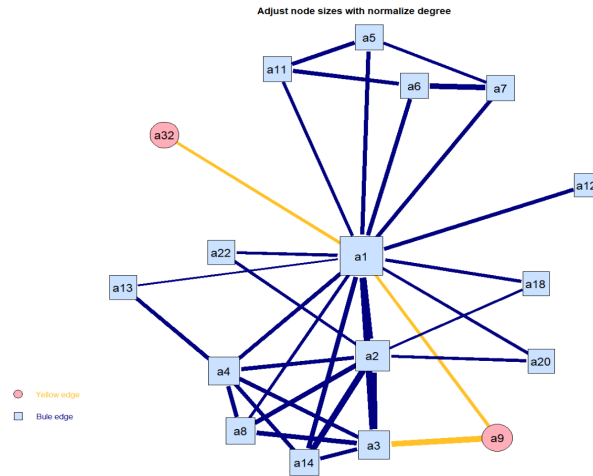 Adjust node sizes with normalize degree
a5
a11
a6
a7
a32
a12
a22
a1
a13
a18
a2
a20
a4
a8
a3
a9
a14
Yellow edge
Bule edge